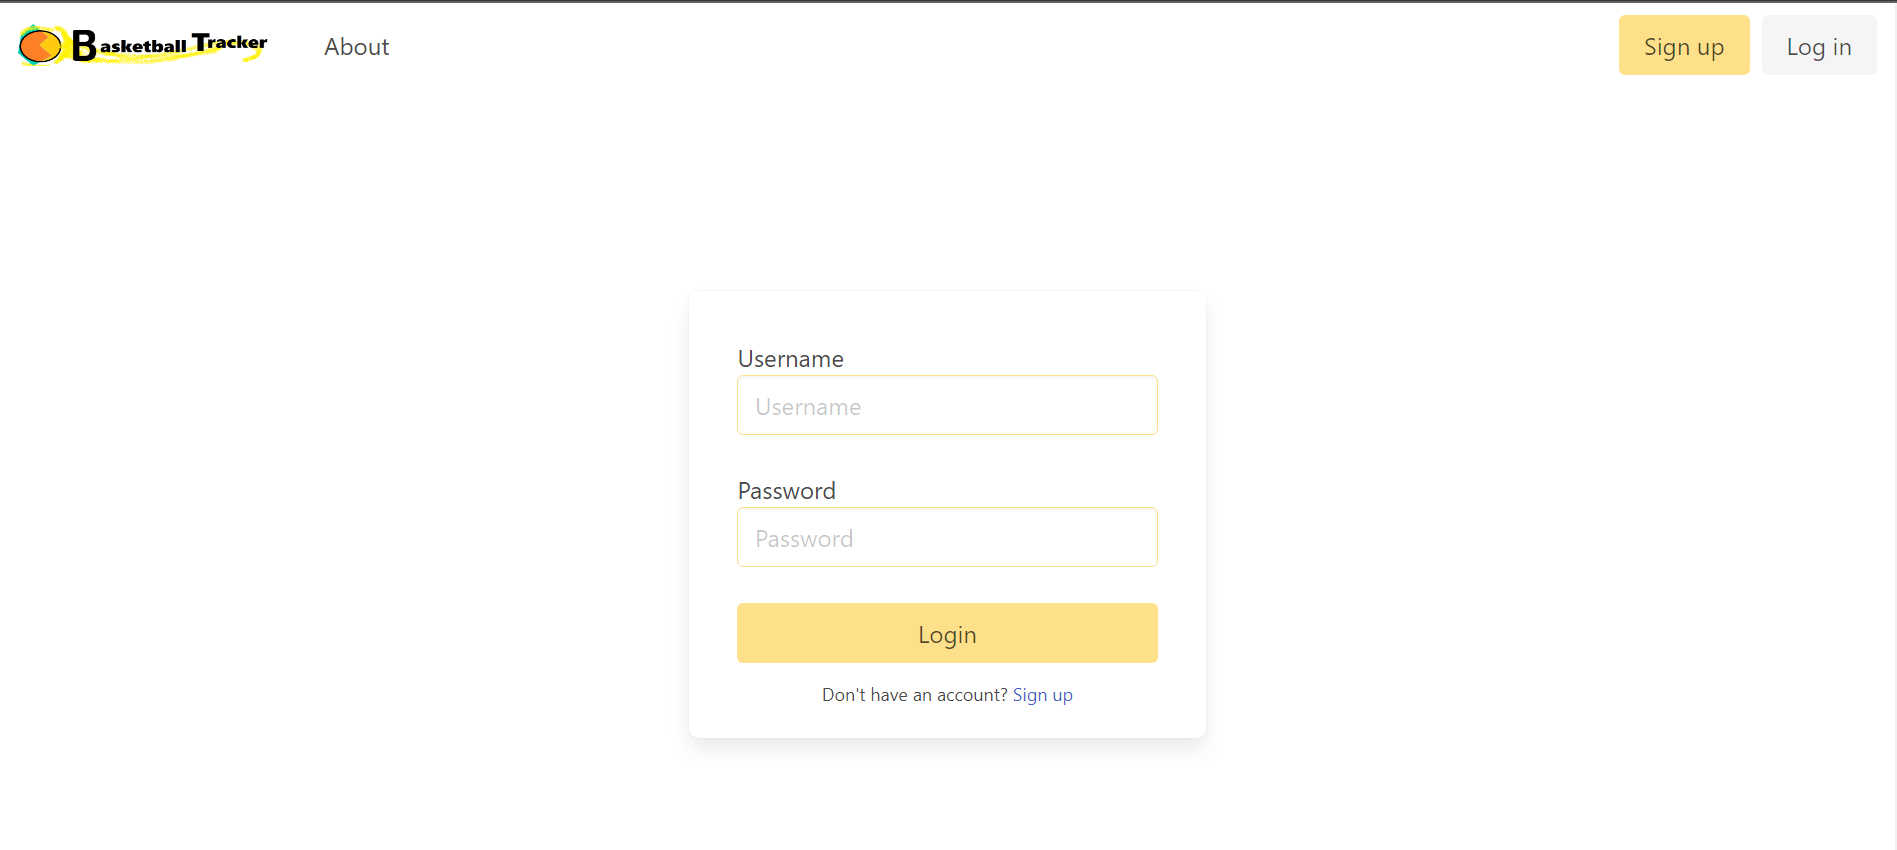 Basketball Tracker
About
Sign up
Log in
Username
Username
Password
Password
Login
Don't have an account? Sign up